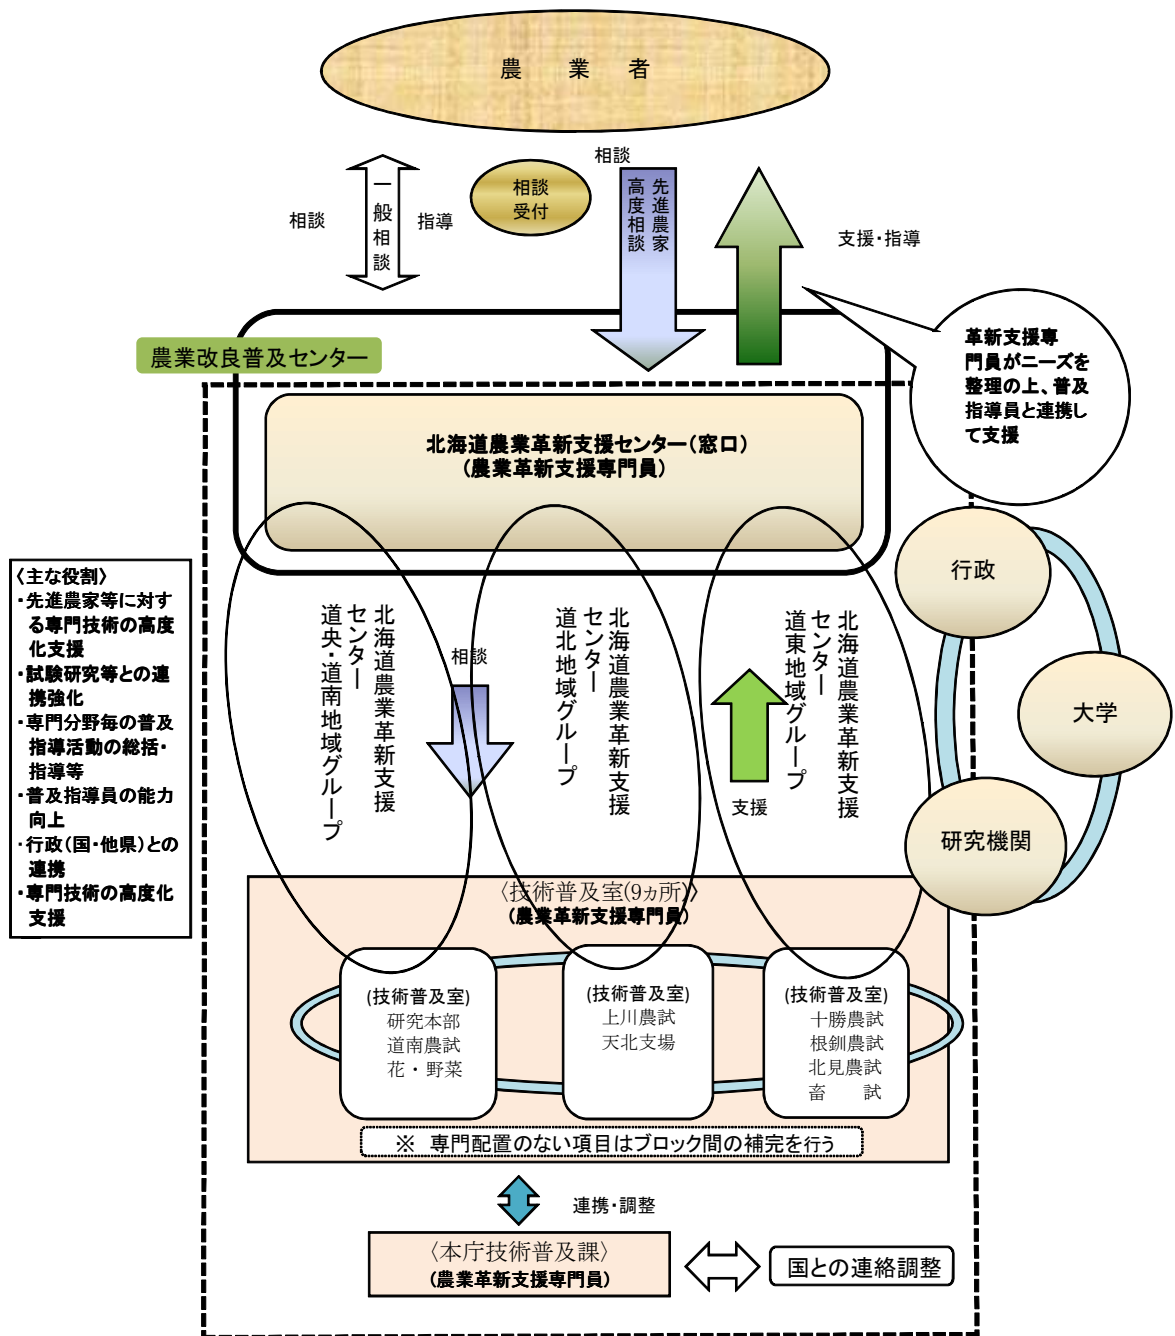 農　業　者
相談
一般相談
指導
相談
受付
相談
先進農家
高度相談
支援・指導
農業改良普及センター
革新支援専
門員がニーズを
整理の上、普及
指導員と連携し
て支援
北海道農業革新支援センター(窓口)
(農業革新支援専門員)
行政
大学
研究機関
〈主な役割〉
・先進農家等に対す
る専門技術の高度
化支援
・試験研究等との連
携強化
・専門分野毎の普及
指導活動の総括・
指導等
・普及指導員の能力
向上
・行政(国・他県)との
連携
・専門技術の高度化
支援
北海道農業革新支援
センター
道央・道南地域グループ
相談
北海道農業革新支援
センター
道北地域グループ
支援
北海道農業革新支援
センター
道東地域グループ
〈技術普及室(9ヵ所)〉
(農業革新支援専門員)
(技術普及室)
研究本部
道南農試
花・野菜
(技術普及室)
上川農試
天北支場
(技術普及室)
十勝農試
根釧農試
北見農試
畜　試
※ 専門配置のない項目はブロック間の補完を行う
連携・調整
〈本庁技術普及課〉
(農業革新支援専門員)
国との連絡調整